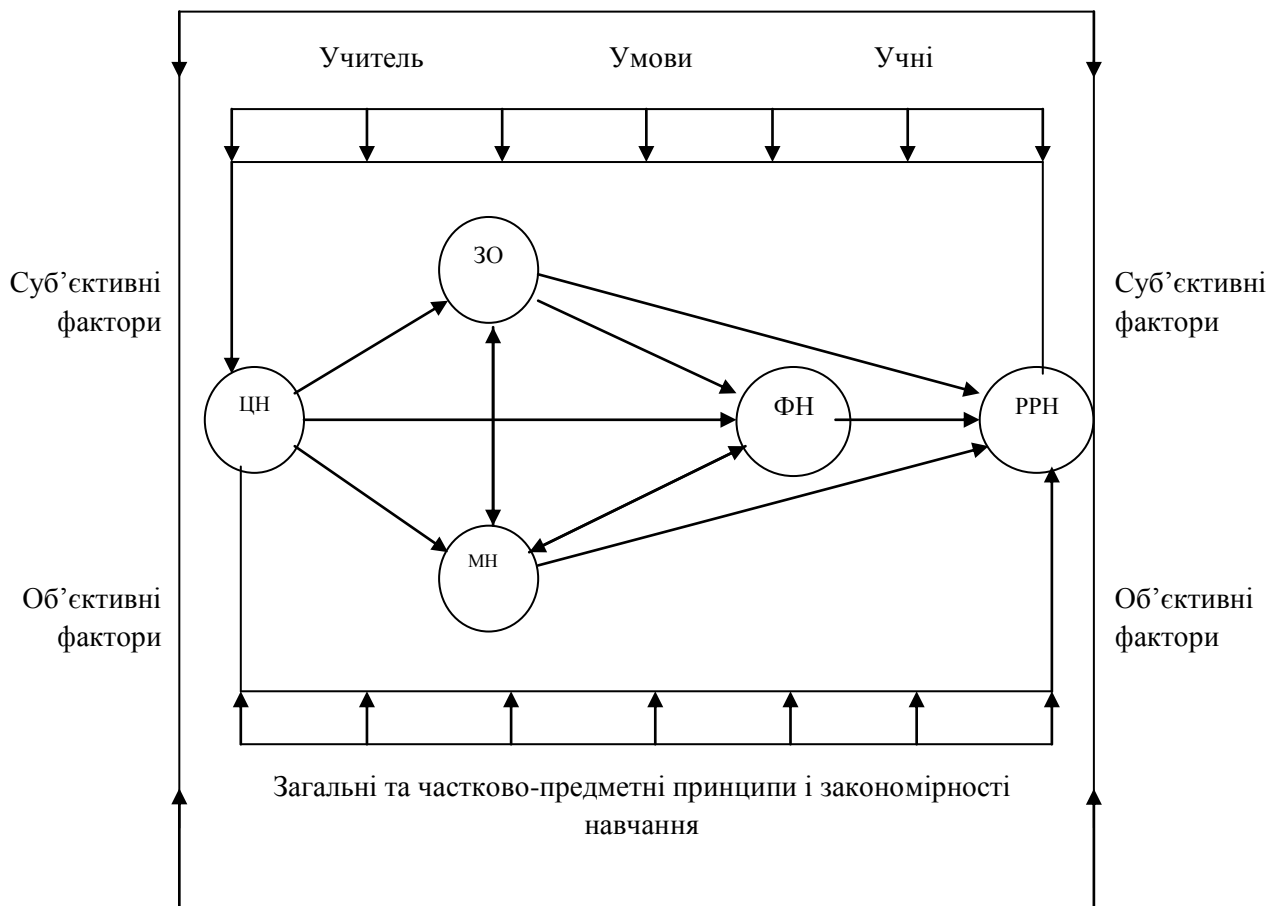 Учитель Умови Учні
ЗО
Суб’єктивні
фактори
Суб’єктивні
фактори
ЦН
ФН
РРН
МН
Об’єктивні
фактори
Об’єктивні
фактори
Загальні та частково-предметні принципи і закономірності
навчання